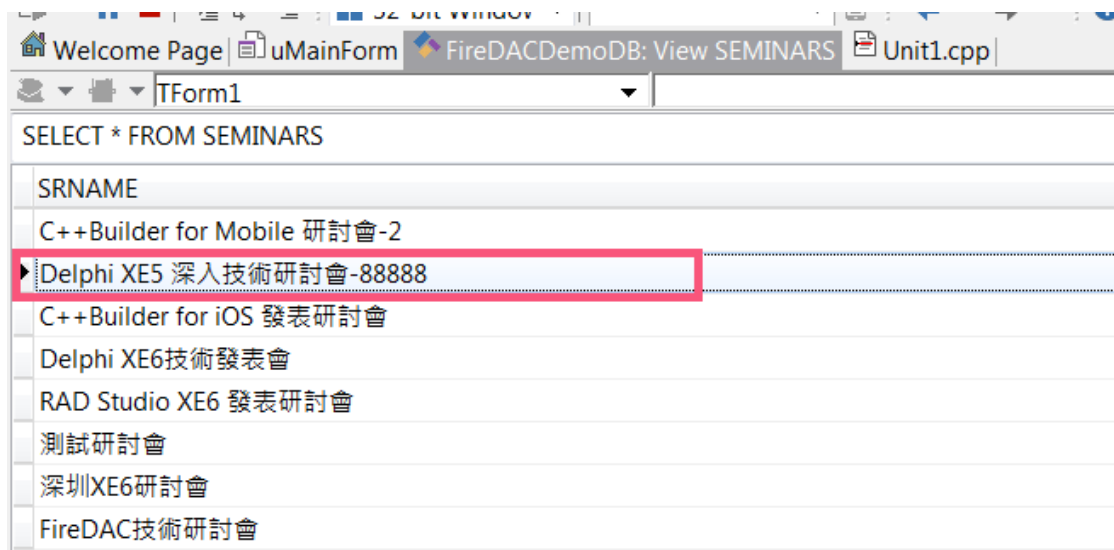 32-bit Window
Welcome Page uMainForm FireDACDemoDB: View SEMINARS Unit1.cpp
TForm1
SELECT * FROM SEMINARS
SRNAME
C++Builder for Mobile 研討會-2
Delphi XE5 深入技術研討會-88888
C++Builder for iOS 發表研討會
Delphi XE6技術發表會
RAD Studio XE6 發表研討會
測試研討會
深圳XE6研討會
FireDAC技術研討會